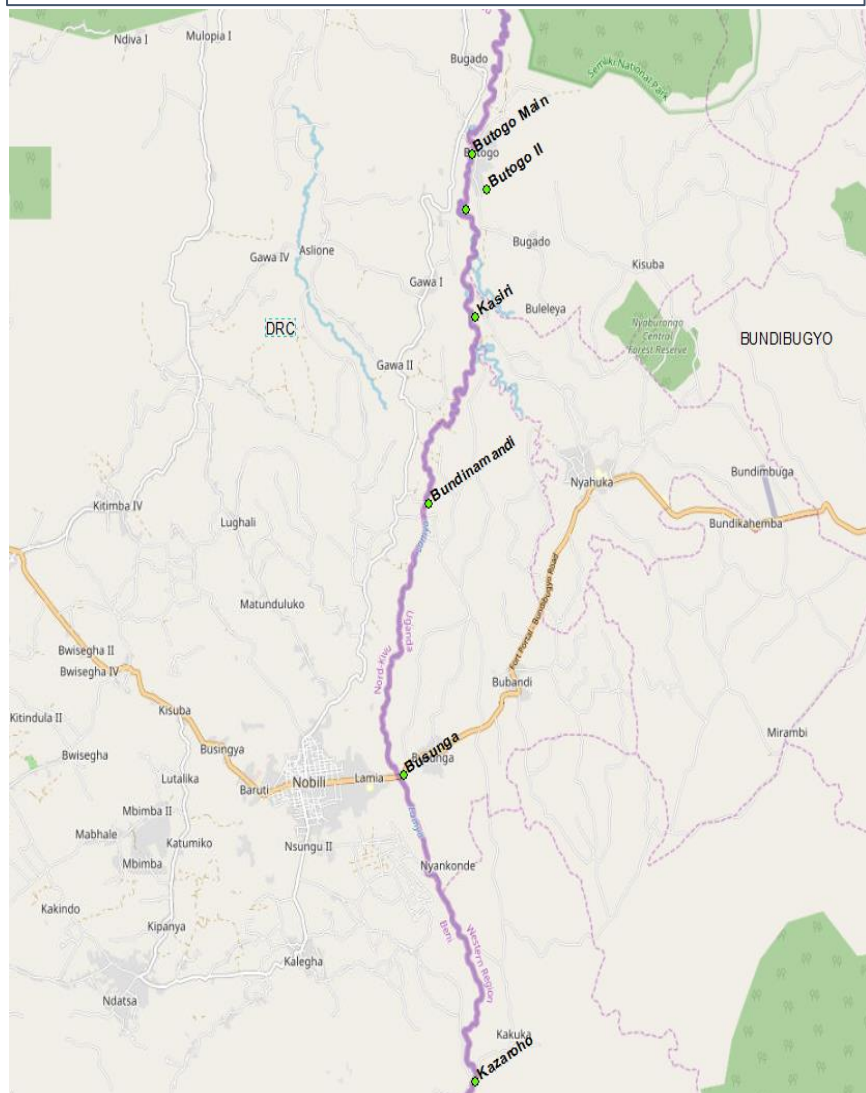 Ndiva I
Mulopia I
Bugado
Semliki National Park
Butogo Main
Butogo
Butogo II
Bugado
Aslione
Gawa IV
Kisuba
Gawa I
Buleleya
Kasiri
Nyaburongo
Central
Forest Reserve
DRC
BUNDIBUGYO
Gawa II
Bundinamandi
Nyahuka
Bundimbuga
Kitimba IV
Lughali
Bundikahemba
Matunduluko
Uganda
Nord-Kivu
Fort Portal - Bundibugyo Road
Bwisegha II
Bwisegha IV
Bubandi
Kitindula II
Kisuba
Busunga
Mirambi
Bwisegha
Busingya
Lutalika
Nobili
Lamia
Baruti
Mbimba II
Mabhale
Katumiko
Nsungu II
Mbimba
Nyankonde
Kakindo
Kipanya
Beni
Western Region
Kalegha
Ndatsa
Kakuka
Kazaroho